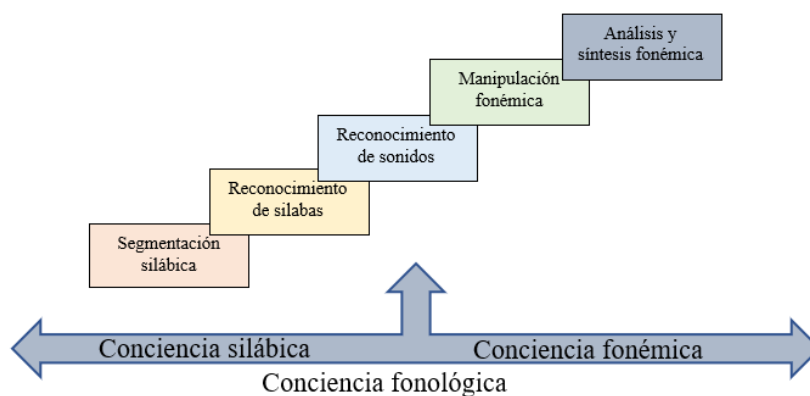 Análisis y
síntesis fonémica
Manipulación
fonémica
Reconocimiento
de sonidos
Reconocimiento
de silabas
Segmentación
silábica
Conciencia silábica
Conciencia fonémica
Conciencia fonológica